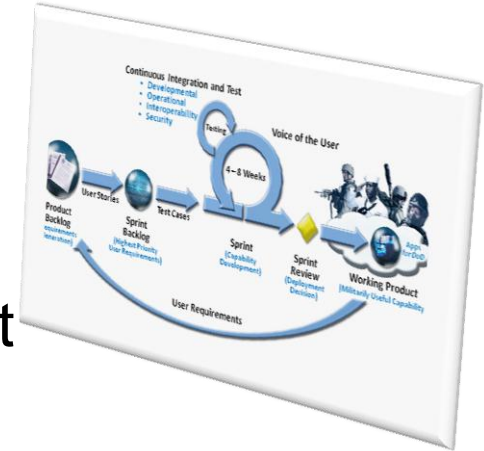 Continuous Integration and Test
• Developmental
• Operational
• Interoperability
• Security
Testing
Voice of the User
4–8 Weeks
User Stories
Test Cases
Product
Backlog
Sprint
Backlog
(Highest Priority
User Requirements)
Sprint
(Capability
Development)
Sprint
Review
(Deployment
Decision)
Apps
for DoD
Working Product
(Militarily Useful Capability
User Requirements
t